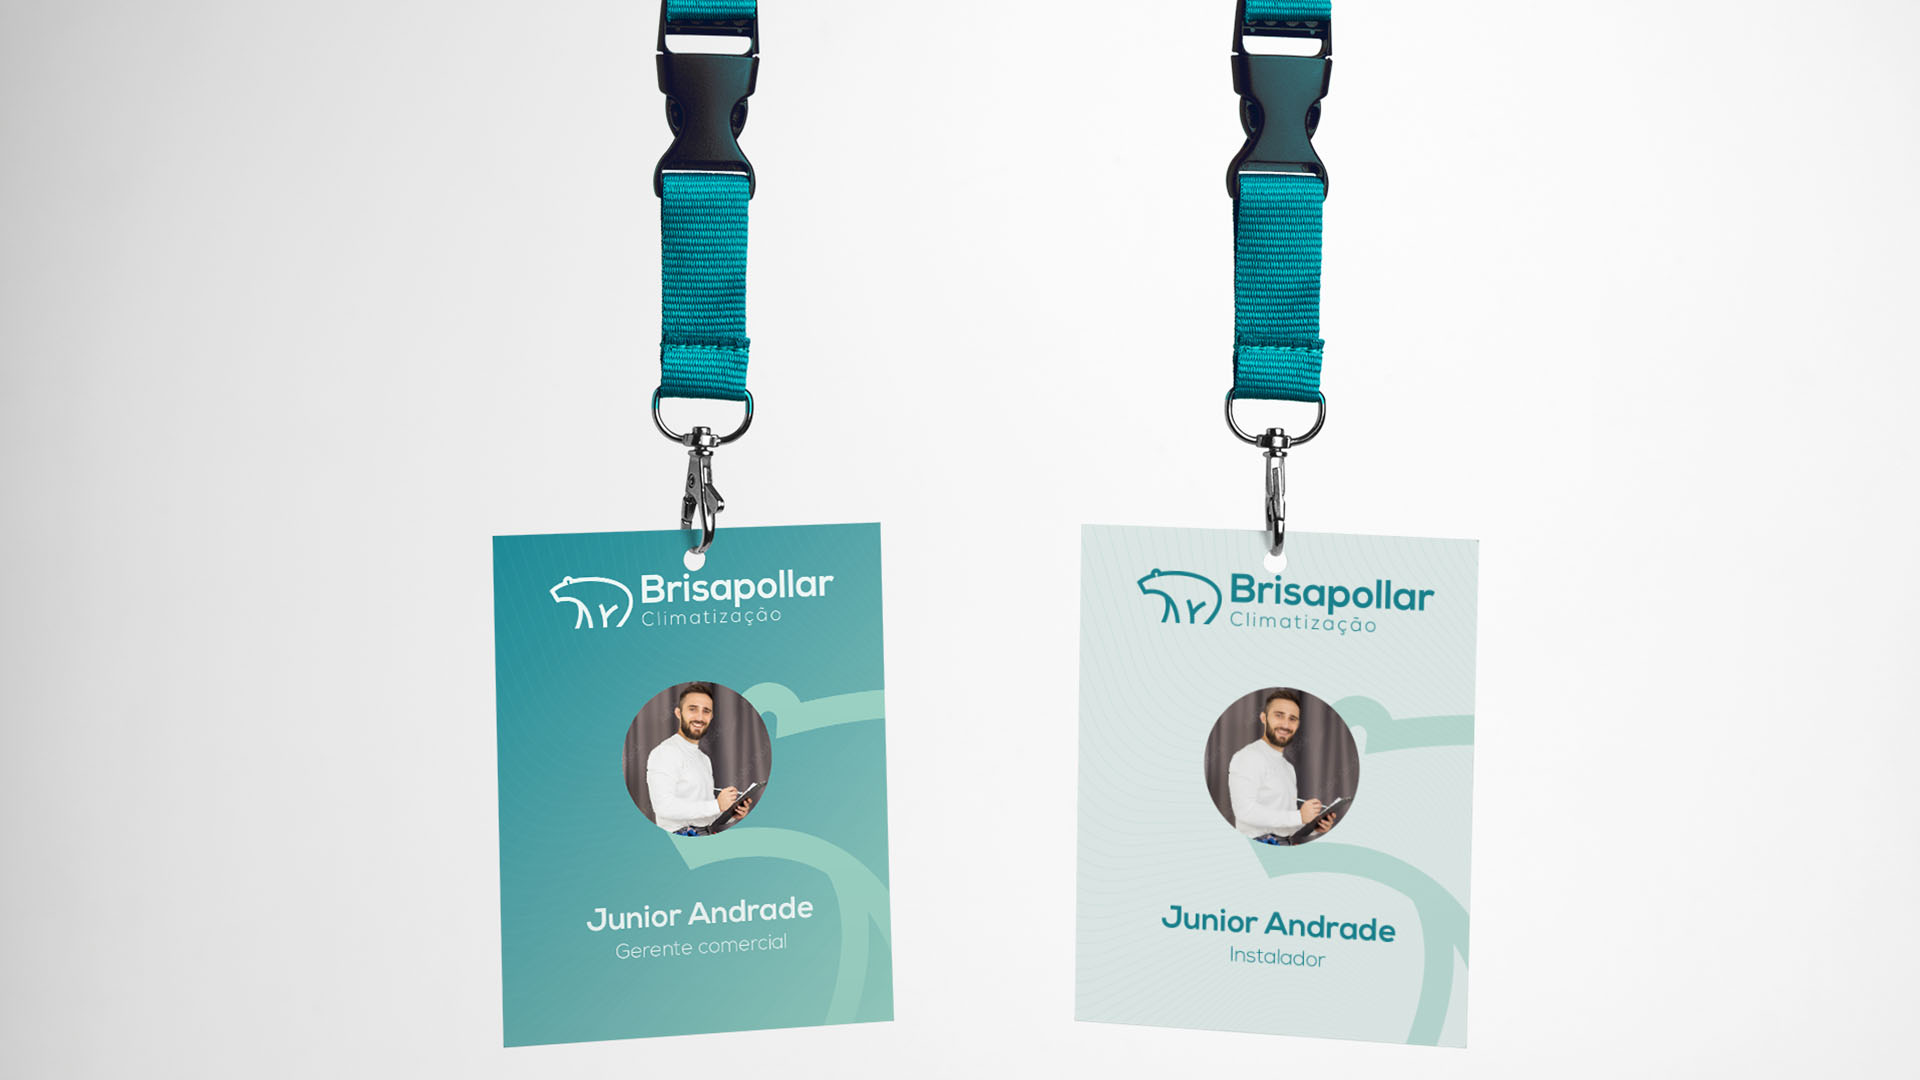 Brisapollar
Climatização
Junior Andrade
Gerente comercial
Brisapollar
Climatização
Junior Andrade
Instalador